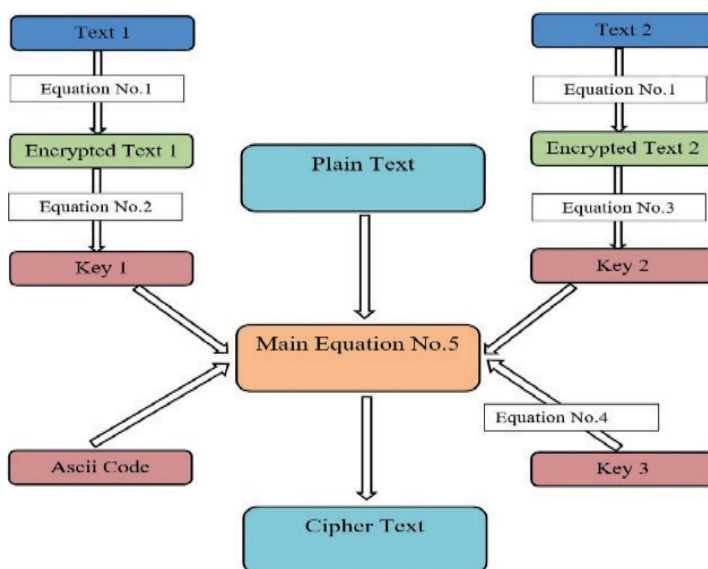 Text 1
Text 2
Equation No.1
Equation No.1
Encrypted Text 1
Plain Text
Encrypted Text 2
Equation No.2
Equation No.3
Key 1
Key 2
Main Equation No.5
Equation No.4
Ascii Code
Key 3
Cipher Text